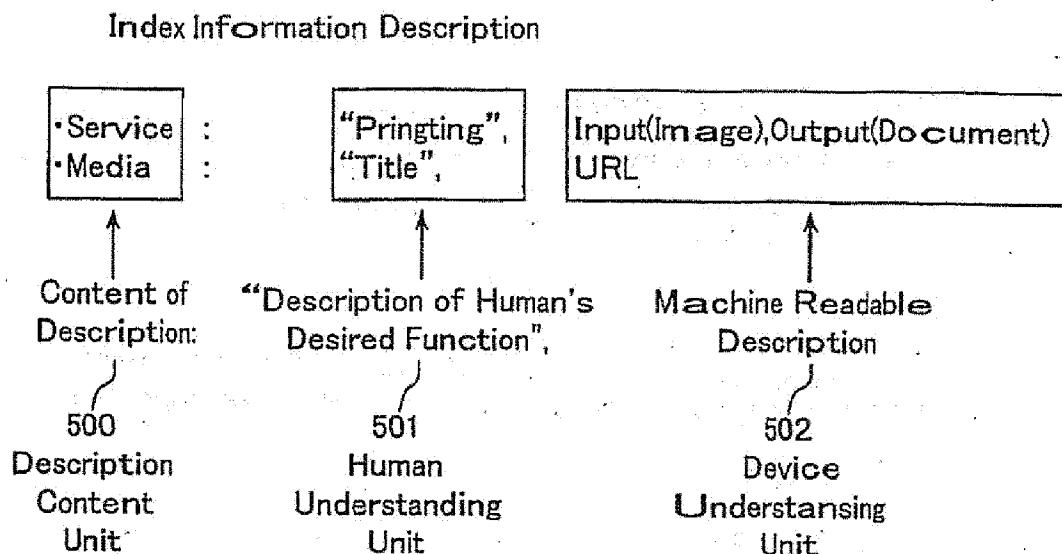 Index Information Description
・Service : "Pringting", Input(Image),Output(Document)
・Media : "Title", URL
Content of
Description:
"Description of Human's
Desired Function",
Machine Readable
Description
500
Description
Content
Unit
501
Human
Understanding
Unit
502
Device
Understansing
Unit